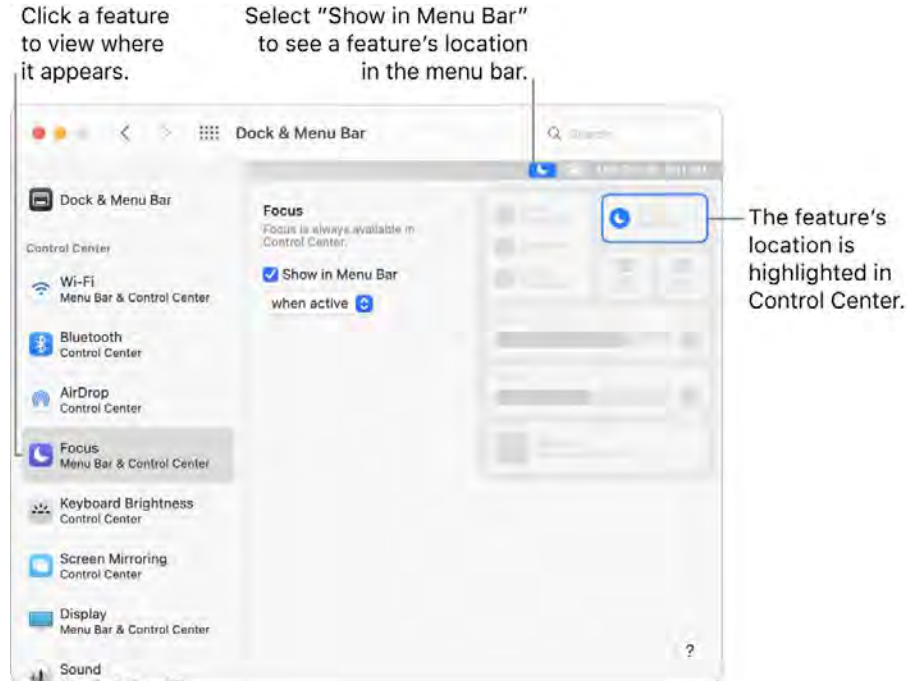 Click a feature
to view where
it appears.
Select "Show in Menu Bar"
to see a feature's location
in the menu bar.
Dock & Menu Bar
Search
Dock & Menu Bar
Control Center
Wi-Fi
Menu Bar & Control Center
Bluetooth
Control Center
AirDrop
Control Center
Focus
Menu Bar & Control Center
Keyboard Brightness
Control Center
Screen Mirroring
Control Center
Display
Menu Bar & Control Center
Sound
Focus
Focus is always available in
Control Center.
Show in Menu Bar
when active
?
The feature's
location is
highlighted in
Control Center.